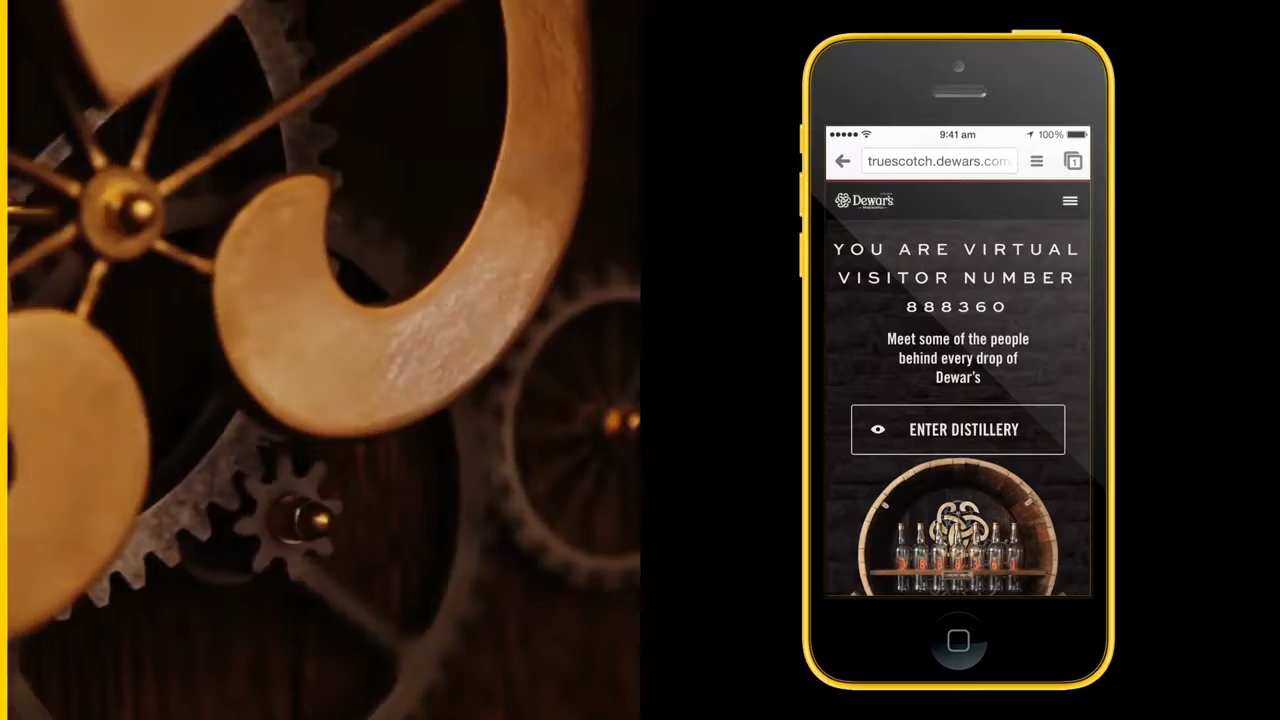 9:41 am
100%
truescotch.dewars.com
1
Dewar's
YOU ARE VIRTUAL
VISITOR NUMBER
888360
Meet some of the people
behind every drop of
Dewar's
ENTER DISTILLERY